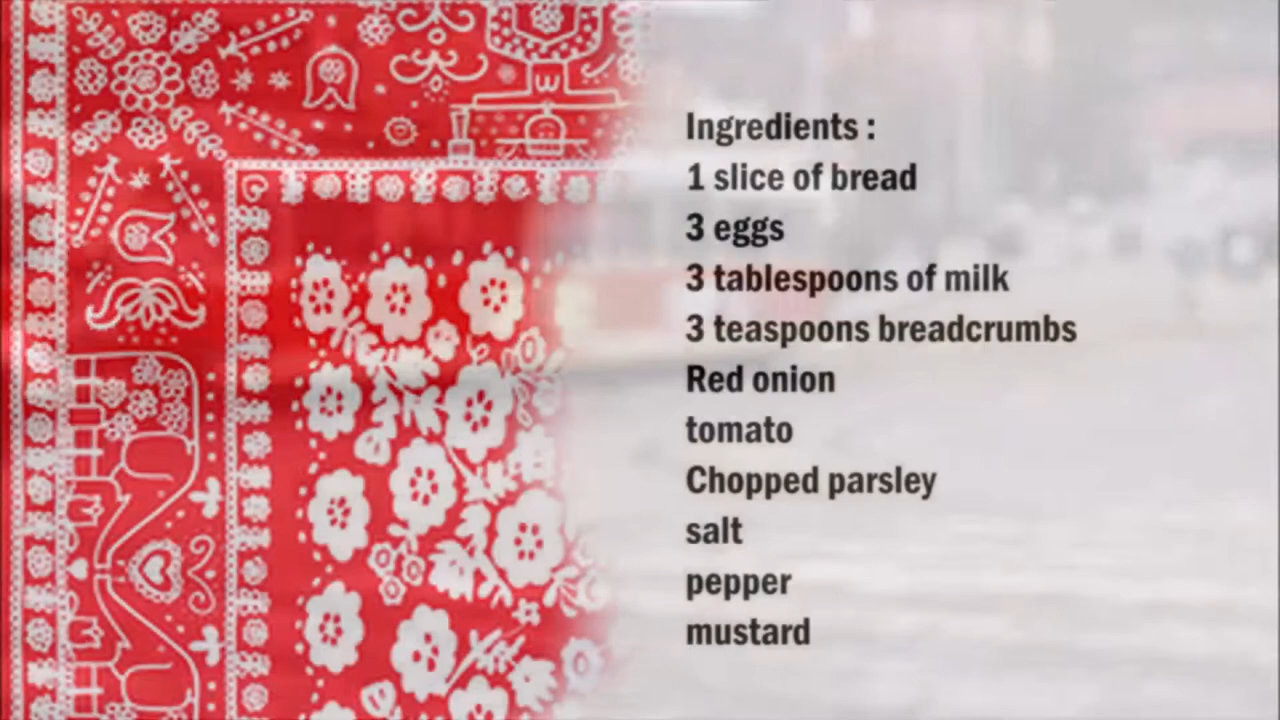 Ingredients :
1 slice of bread
3 eggs
3 tablespoons of milk
3 teaspoons breadcrumbs
Red onion
tomato
Chopped parsley
salt
pepper
mustard